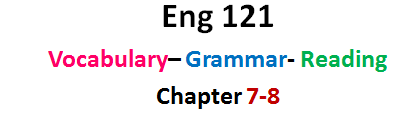 Eng 121
Vocabulary– Grammar- Reading
Chapter 7-8